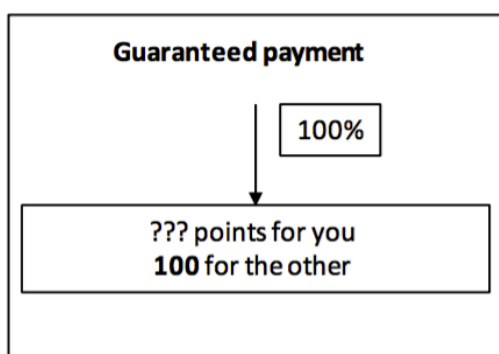 Guaranteed payment
100%
??? points for you
100 for the other